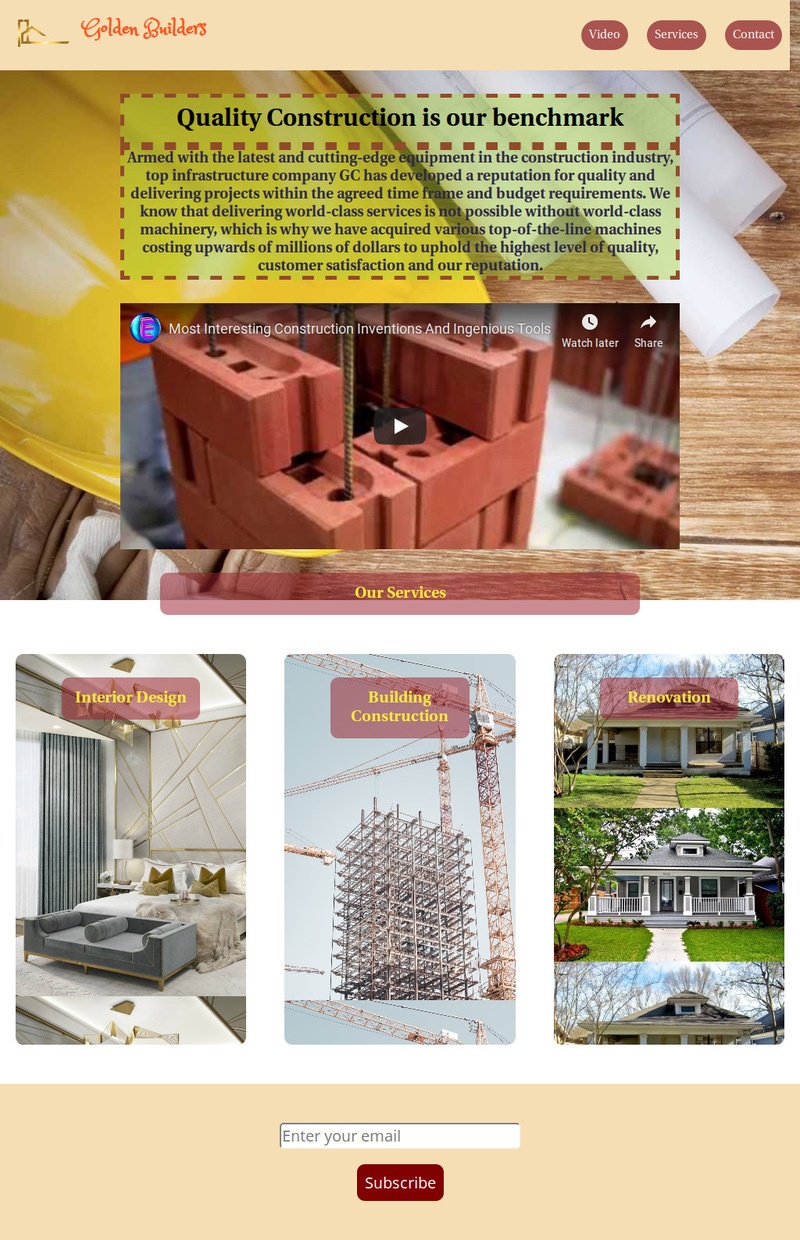 Golden Builders
Video
Services
Contact
Quality Construction is our benchmark
Armed with the latest and cutting-edge equipment in the construction industry,
top infrastructure company GC has developed a reputation for quality and
delivering projects within the agreed time frame and budget requirements. We
know that delivering world-class services is not possible without world-class
machinery, which is why we have acquired various top-of-the-line machines
costing upwards of millions of dollars to uphold the highest level of quality,
customer satisfaction and our reputation.
Most Interesting Construction Inventions And Ingenious Tools
Watch later
Share
Our Services
Interior Design
Building
Construction
Renovation
Enter your email
Subscribe